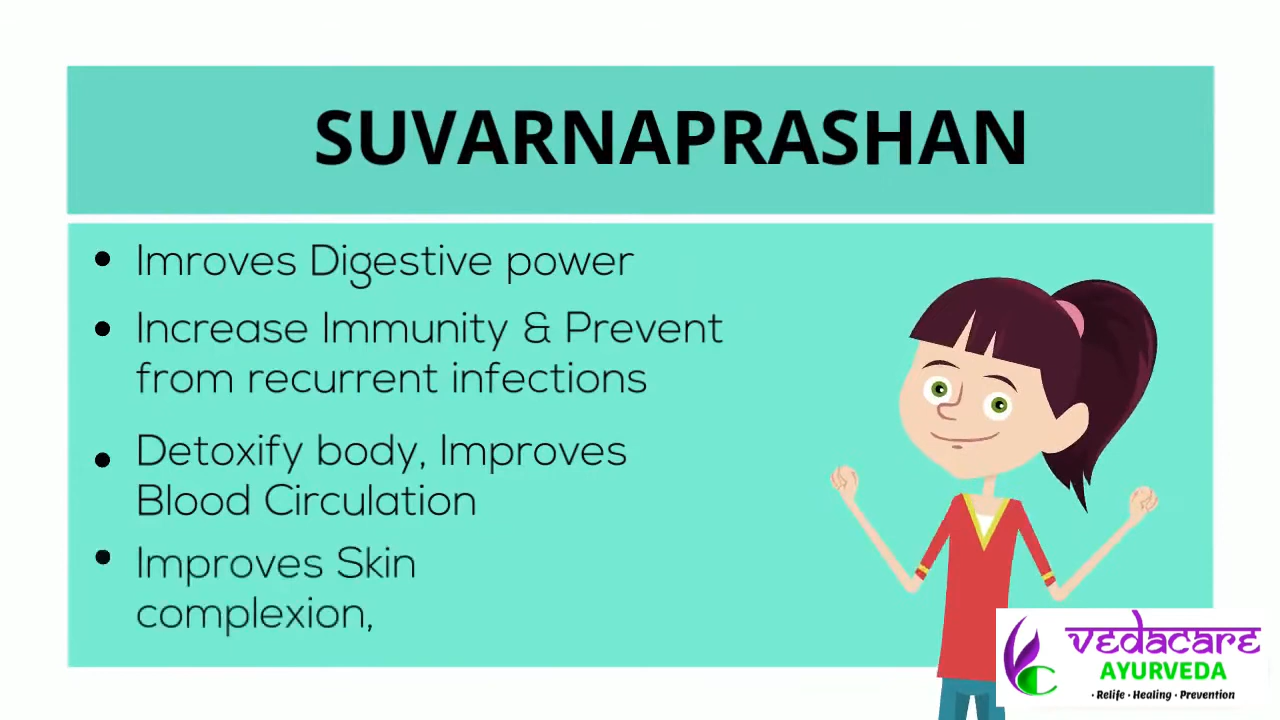 SUVARNAPRASHAN
• Imroves Digestive power
• Increase Immunity & Prevent
from recurrent infections
• Detoxify body, Improves
Blood Circulation
• Improves Skin
complexion,
vedacare
AYURVEDA
· Relife · Healing · Prevention